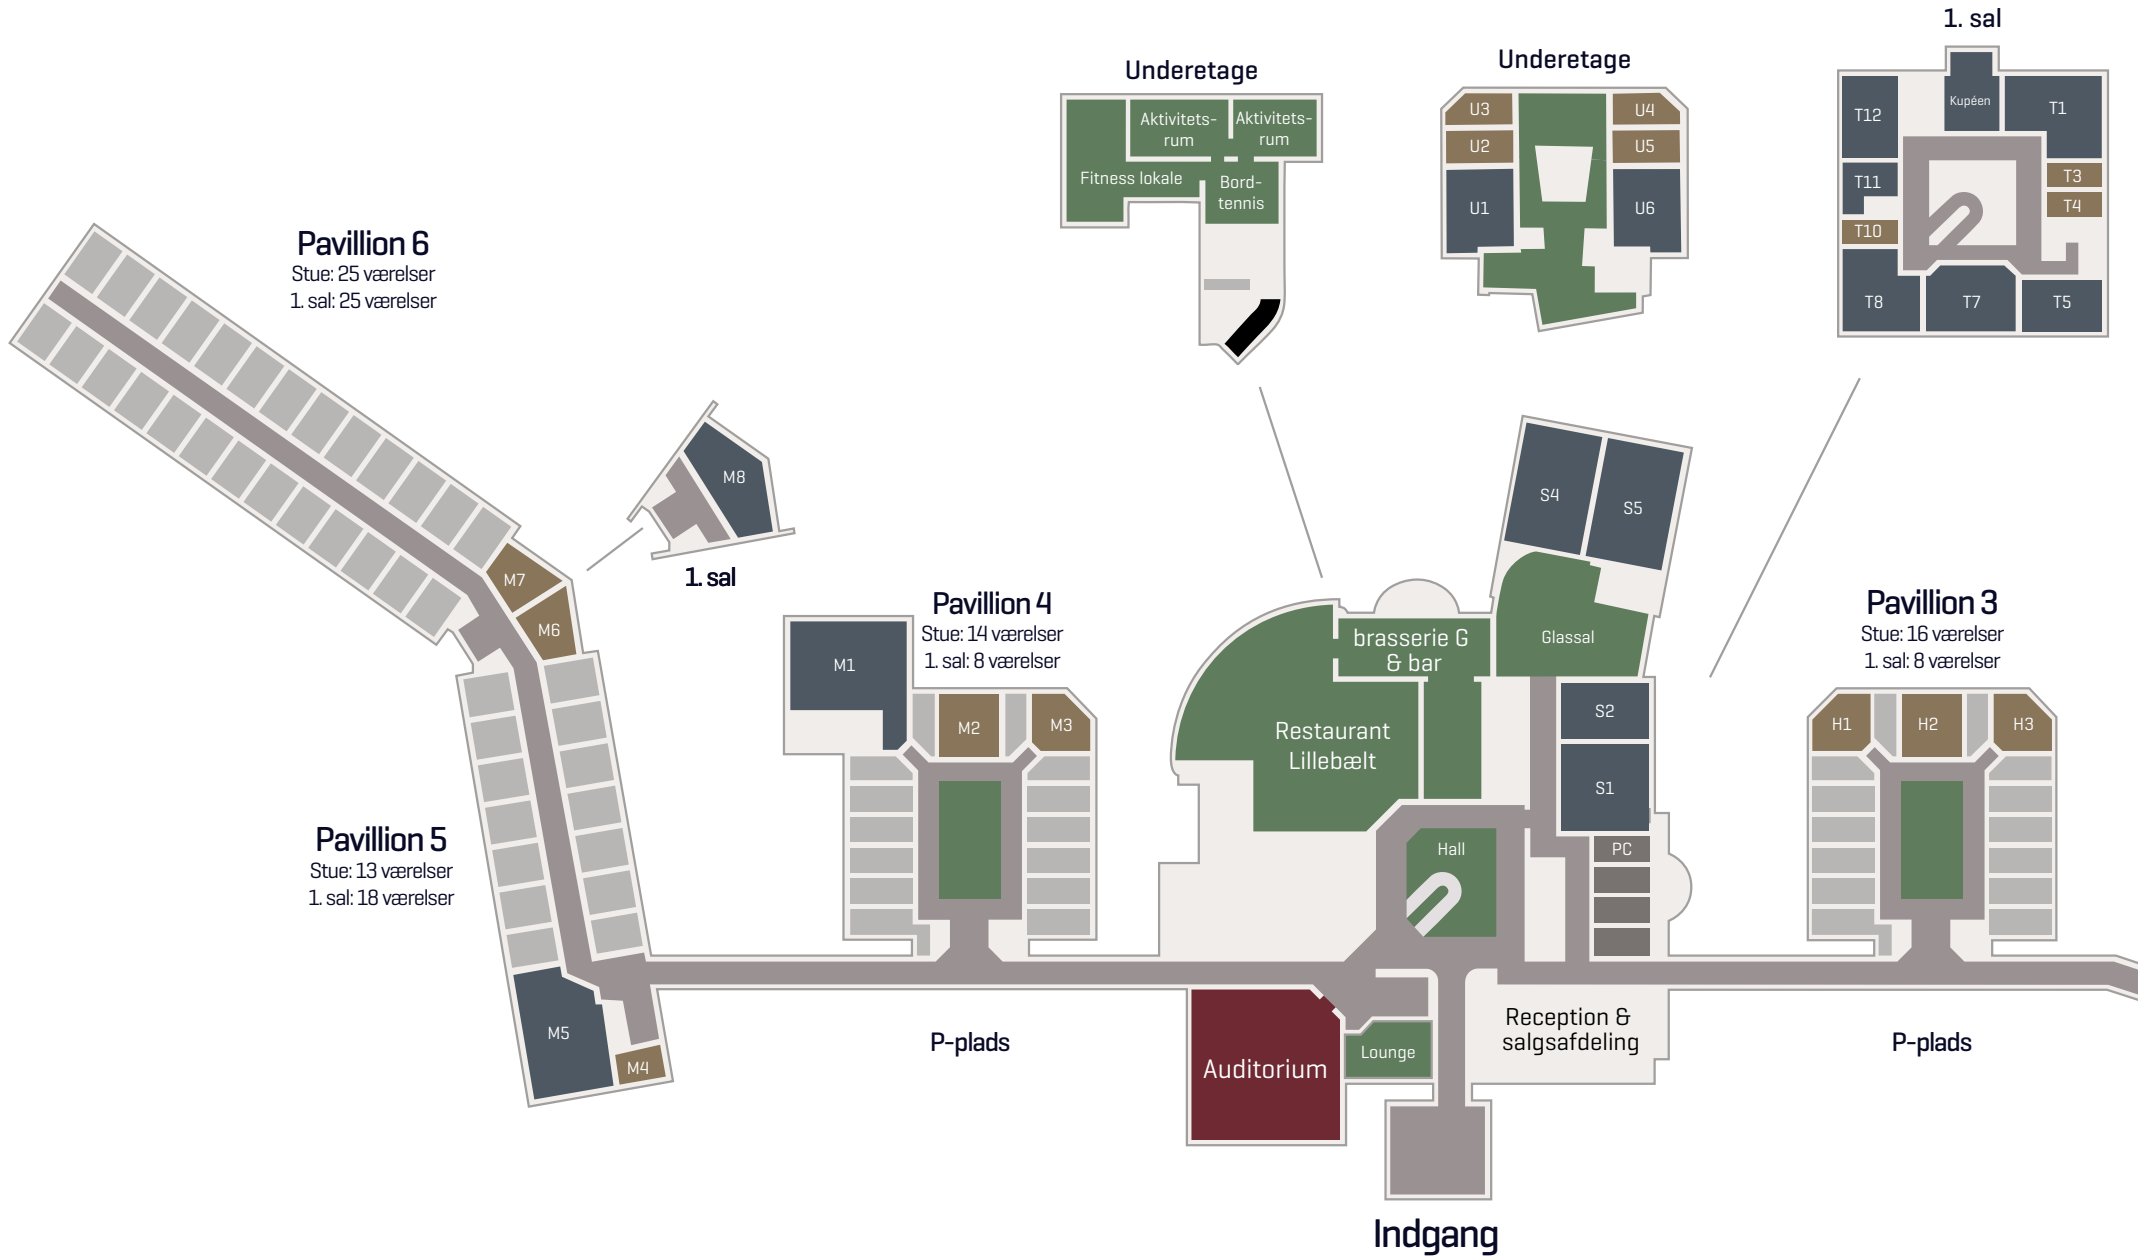 1. sal
Underetage
Underetage
Aktivitets-
rum
Aktivitets-
rum
Fitness lokale
Bord-
tennis
U3
U2
U1
U4
U5
U6
Kupéen
T1
T12
T11
T10
T3
T4
T8
T7
T5
Pavillion 6
Stue: 25 værelser
1. sal: 25 værelser
M8
1. sal
M7
M6
Pavillion 4
Stue: 14 værelser
1. sal: 8 værelser
M1
M2
M3
S4
S5
Glassal
brasserie G
& bar
Restaurant
Lillebælt
S2
S1
PC
Hall
Pavillion 3
Stue: 16 værelser
1. sal: 8 værelser
H1
H2
H3
Pavillion 5
Stue: 13 værelser
1. sal: 18 værelser
M5
M4
P-plads
Auditorium
Lounge
Reception &
salgsafdeling
P-plads
Indgang